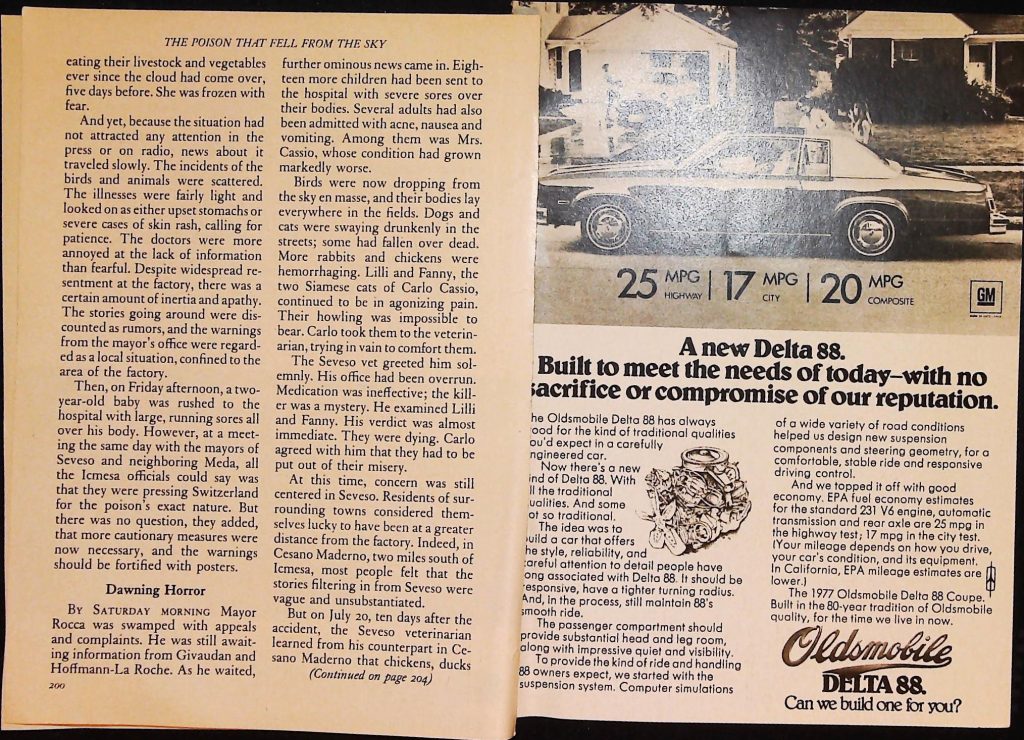 THE POISON THAT FELL FROM THE SKY
eating their livestock and vegetables
ever since the cloud had come over,
five days before. She was frozen with
fear.
And yet, because the situation had
not attracted any attention in the
press or on radio, news about it
traveled slowly. The incidents of the
birds and animals were scattered.
The illnesses were fairly light and
looked on as either upset stomachs or
severe cases of skin rash, calling for
patience. The doctors were more
annoyed at the lack of information
than fearful. Despite widespread re-
sentment at the factory, there was a
certain amount of inertia and apathy.
The stories going around were dis-
counted as rumors, and the warnings
from the mayor's office were regard-
ed as a local situation, confined to the
area of the factory.
Then, on Friday afternoon, a two-
year-old baby was rushed to the
hospital with large, running sores all
over his body. However, at a meet-
ing the same day with the mayors of
Seveso and neighboring Meda, all
the Icmesa officials could say was
that they were pressing Switzerland
for the poison's exact nature. But
there was no question, they added,
that more cautionary measures were
now necessary, and the warnings
should be fortified with posters.
Dawning Horror
BY SATURDAY MORNING Mayor
Rocca was swamped with appeals
and complaints. He was still await-
ing information from Givaudan and
Hoffmann-La Roche. As he waited,
200
further ominous news came in. Eigh-
teen more children had been sent to
the hospital with severe sores over
their bodies. Several adults had also
been admitted with acne, nausea and
vomiting. Among them was Mrs.
Cassio, whose condition had grown
markedly worse.
Birds were now dropping from
the sky en masse, and their bodies lay
everywhere in the fields. Dogs and
cats were swaying drunkenly in the
streets; some had fallen over dead.
More rabbits and chickens were
hemorrhaging. Lilli and Fanny, the
two Siamese cats of Carlo Cassio,
continued to be in agonizing pain.
Their howling was impossible to
bear. Carlo took them to the veterin-
arian, trying in vain to comfort them.
The Seveso vet greeted him sol-
emnly. His office had been overrun.
Medication was ineffective; the kill-
er was a mystery. He examined Lilli
and Fanny. His verdict was almost
immediate. They were dying. Carlo
agreed with him that they had to be
put out of their misery.
At this time, concern was still
centered in Seveso. Residents of sur-
rounding towns considered them-
selves lucky to have been at a greater
distance from the factory. Indeed, in
Cesano Maderno, two miles south of
Icmesa, most people felt that the
stories filtering in from Seveso were
vague and unsubstantiated.
But on July 20, ten days after the
accident, the Seveso veterinarian
learned from his counterpart in Ce-
sano Maderno that chickens, ducks
(Continued on page 204)
25 MPG HIGHWAY | 17 MPG CITY | 20 MPG COMPOSITE
GM
A new Delta 88.
Built to meet the needs of today–with no
sacrifice or compromise of our reputation.
he Oldsmobile Delta 88 has always
ood for the kind of traditional qualities
ou'd expect in a carefully
ngineered car.
Now there's a new
ind of Delta 88. With
ll the traditional
ualities. And some
ot so traditional.
The idea was to
uild a car that offers
he style, reliability, and
areful attention to detail people have
ong associated with Delta 88. It should be
esponsive, have a tighter turning radius.
And, in the process, still maintain 88's
smooth ride.
The passenger compartment should
provide substantial head and leg room,
along with impressive quiet and visibility.
To provide the kind of ride and handling
88 owners expect, we started with the
suspension system. Computer simulations
of a wide variety of road conditions
helped us design new suspension
components and steering geometry, for a
comfortable, stable ride and responsive
driving control.
And we topped it off with good
economy. EPA fuel economy estimates
for the standard 231 V6 engine, automatic
transmission and rear axle are 25 mpg in
the highway test; 17 mpg in the city test.
(Your mileage depends on how you drive,
your car's condition, and its equipment.
In California, EPA mileage estimates are
lower.)
The 1977 Oldsmobile Delta 88 Coupe.
Built in the 80-year tradition of Oldsmobile
quality, for the time we live in now.
Oldsmobile
DELTA 88.
Can we build one for you?